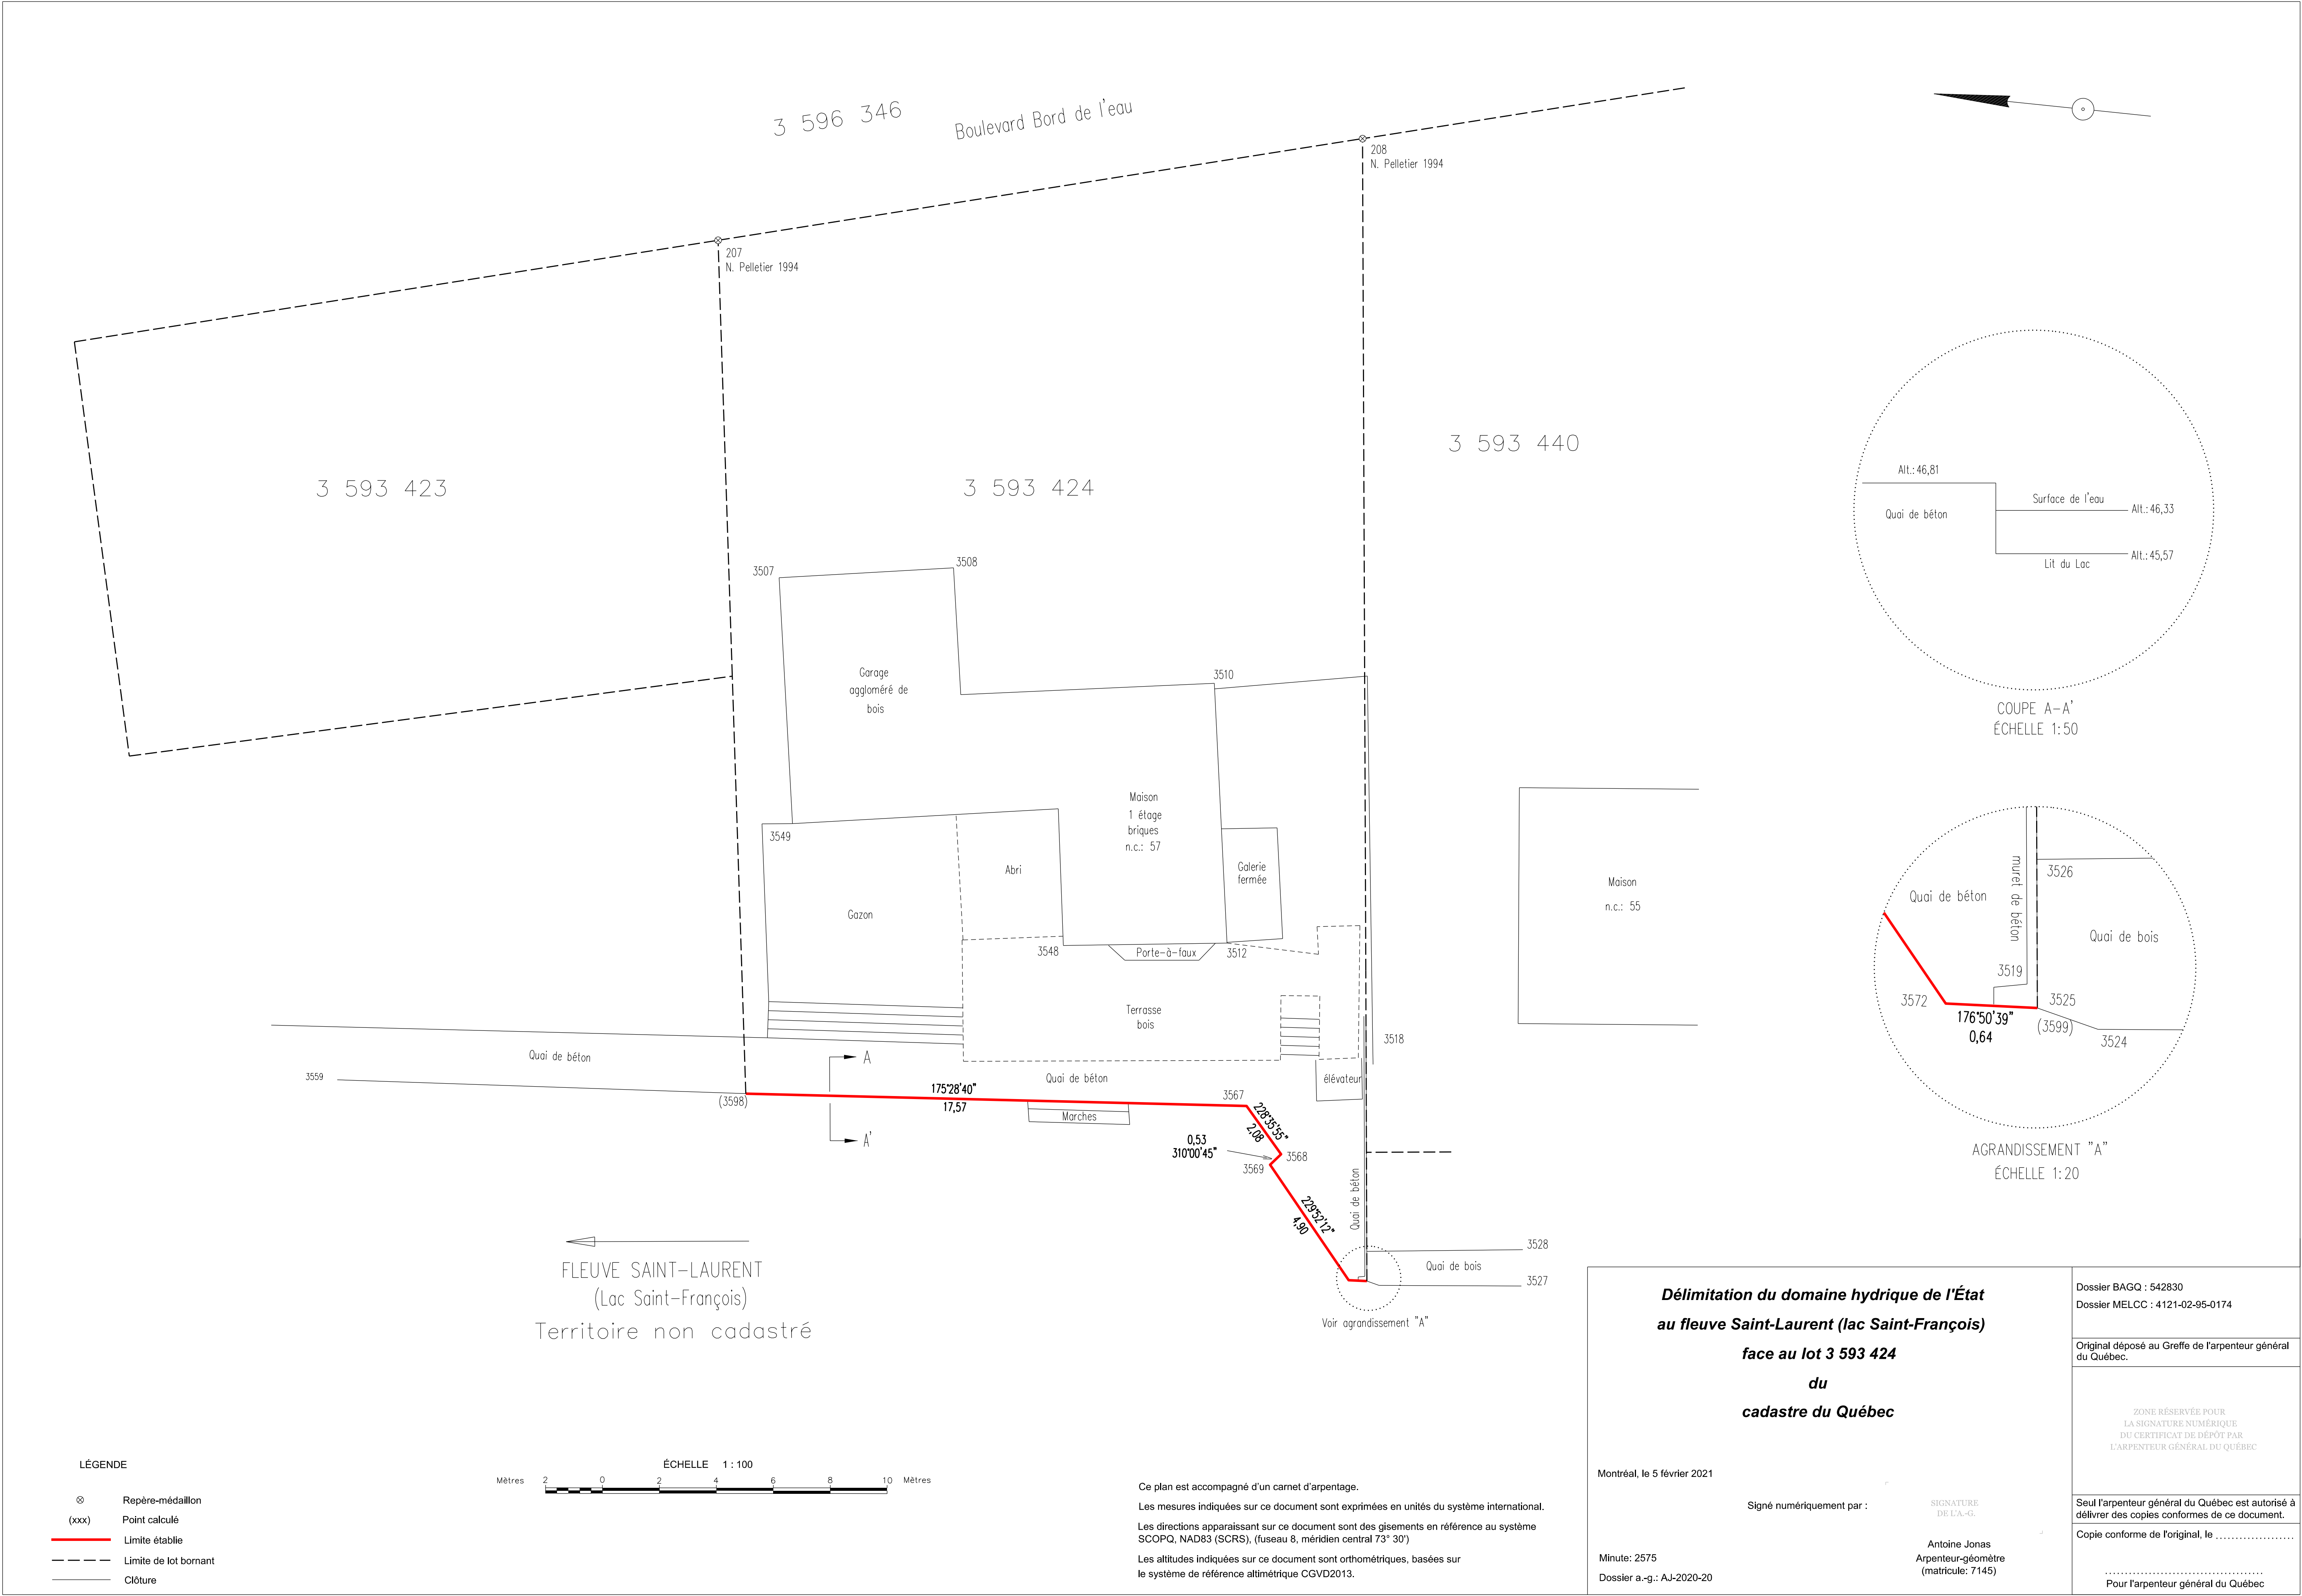 3 596 346
Boulevard Bord de l'eau
208
N. Pelletier 1994
207
N. Pelletier 1994
3 593 423
3 593 424
3 593 440
3507
3508
Garage
aggloméré de
bois
3510
3549
Maison
1 étage
briques
n.c.: 57
Abri
Galerie
fermée
Gazon
Maison
n.c.: 55
3548
Porte-à-faux
3512
Terrasse
bois
3518
Quai de béton
A
Quai de béton
élévateur
3559
(3598)
175°28'40"
17,57
3567
Marches
A'
228°35'55"
2,08
0,53
310°00'45"
3568
3569
229°52'12"
4,90
Quai de béton
3528
Quai de bois
3527
Voir agrandissement "A"
FLEUVE SAINT-LAURENT
(Lac Saint-François)
Territoire non cadastré
Alt.: 46,81
Surface de l'eau
Alt.: 46,33
Quai de béton
Alt.: 45,57
Lit du Lac
COUPE A-A'
ÉCHELLE 1:50
muret de béton
3526
Quai de béton
Quai de bois
3519
3572
3525
176°50'39"
(3599)
0,64
3524
AGRANDISSEMENT "A"
ÉCHELLE 1:20
LÉGENDE
Repère-médaillon
(xxx) Point calculé
Limite établie
Limite de lot bornant
Clôture
ÉCHELLE 1 : 100
Mètres 2 0 2 4 6 8 10 Mètres
Ce plan est accompagné d'un carnet d'arpentage.
Les mesures indiquées sur ce document sont exprimées en unités du système international.
Les directions apparaissant sur ce document sont des gisements en référence au système
SCOPQ, NAD83 (SCRS), (fuseau 8, méridien central 73° 30')
Les altitudes indiquées sur ce document sont orthométriques, basées sur
le système de référence altimétrique CGVD2013.
Délimitation du domaine hydrique de l'État
au fleuve Saint-Laurent (lac Saint-François)
face au lot 3 593 424
du
cadastre du Québec
Montréal, le 5 février 2021
Signé numériquement par :
SIGNATURE
DE L'A.-G.
Antoine Jonas
Arpenteur-géomètre
(matricule: 7145)
Minute: 2575
Dossier a.-g.: AJ-2020-20
Dossier BAGQ : 542830
Dossier MELCC : 4121-02-95-0174
Original déposé au Greffe de l'arpenteur général
du Québec.
ZONE RÉSERVÉE POUR
LA SIGNATURE NUMÉRIQUE
DU CERTIFICAT DE DÉPÔT PAR
L'ARPENTEUR GÉNÉRAL DU QUÉBEC
Seul l'arpenteur général du Québec est autorisé à
délivrer des copies conformes de ce document.
Copie conforme de l'original, le ....................
Pour l'arpenteur général du Québec